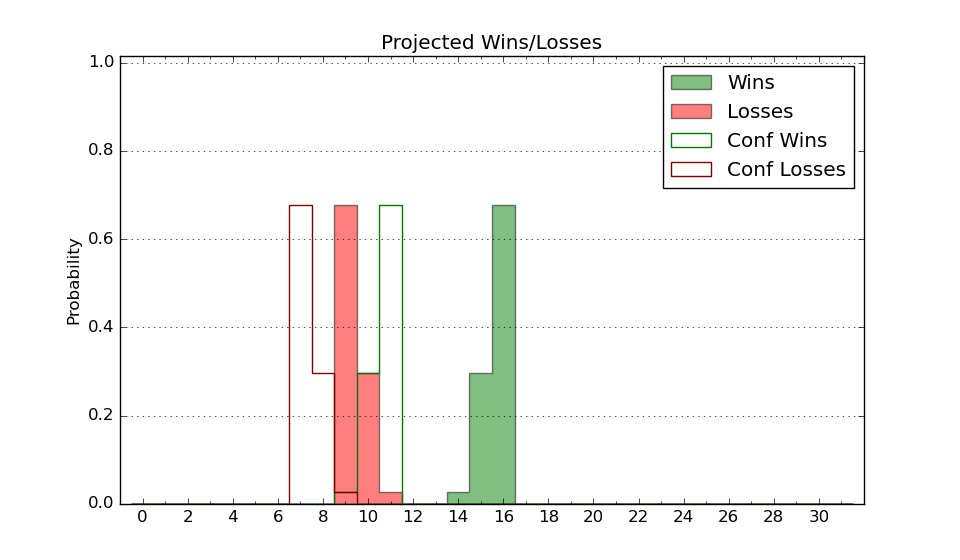 Projected Wins/Losses
1.0
0.8
0.6
0.4
0.2
0.0
Probability
Wins
Losses
Conf Wins
Conf Losses
0 2 4 6 8 10 12 14 16 18 20 22 24 26 28 30